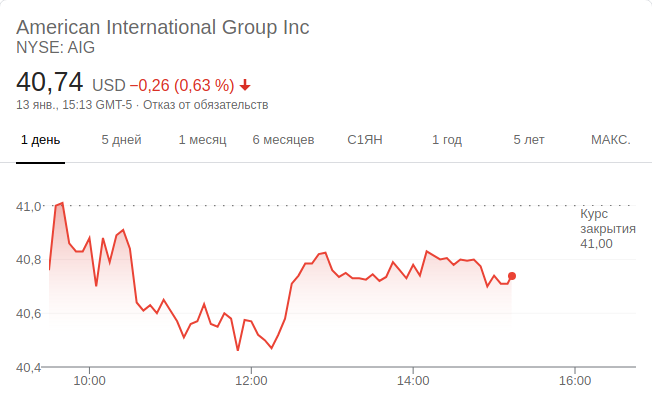 American International Group Inc
NYSE: AIG
40,74 USD −0,26 (0,63 %)
13 янв., 15:13 GMT-5 · Отказ от обязательств
1 день 5 дней 1 месяц 6 месяцев С1ЯН 1 год 5 лет МАКС.
41,0
Курс
закрытия
41,00
40,8
40,6
40,4
10:00 12:00 14:00 16:00